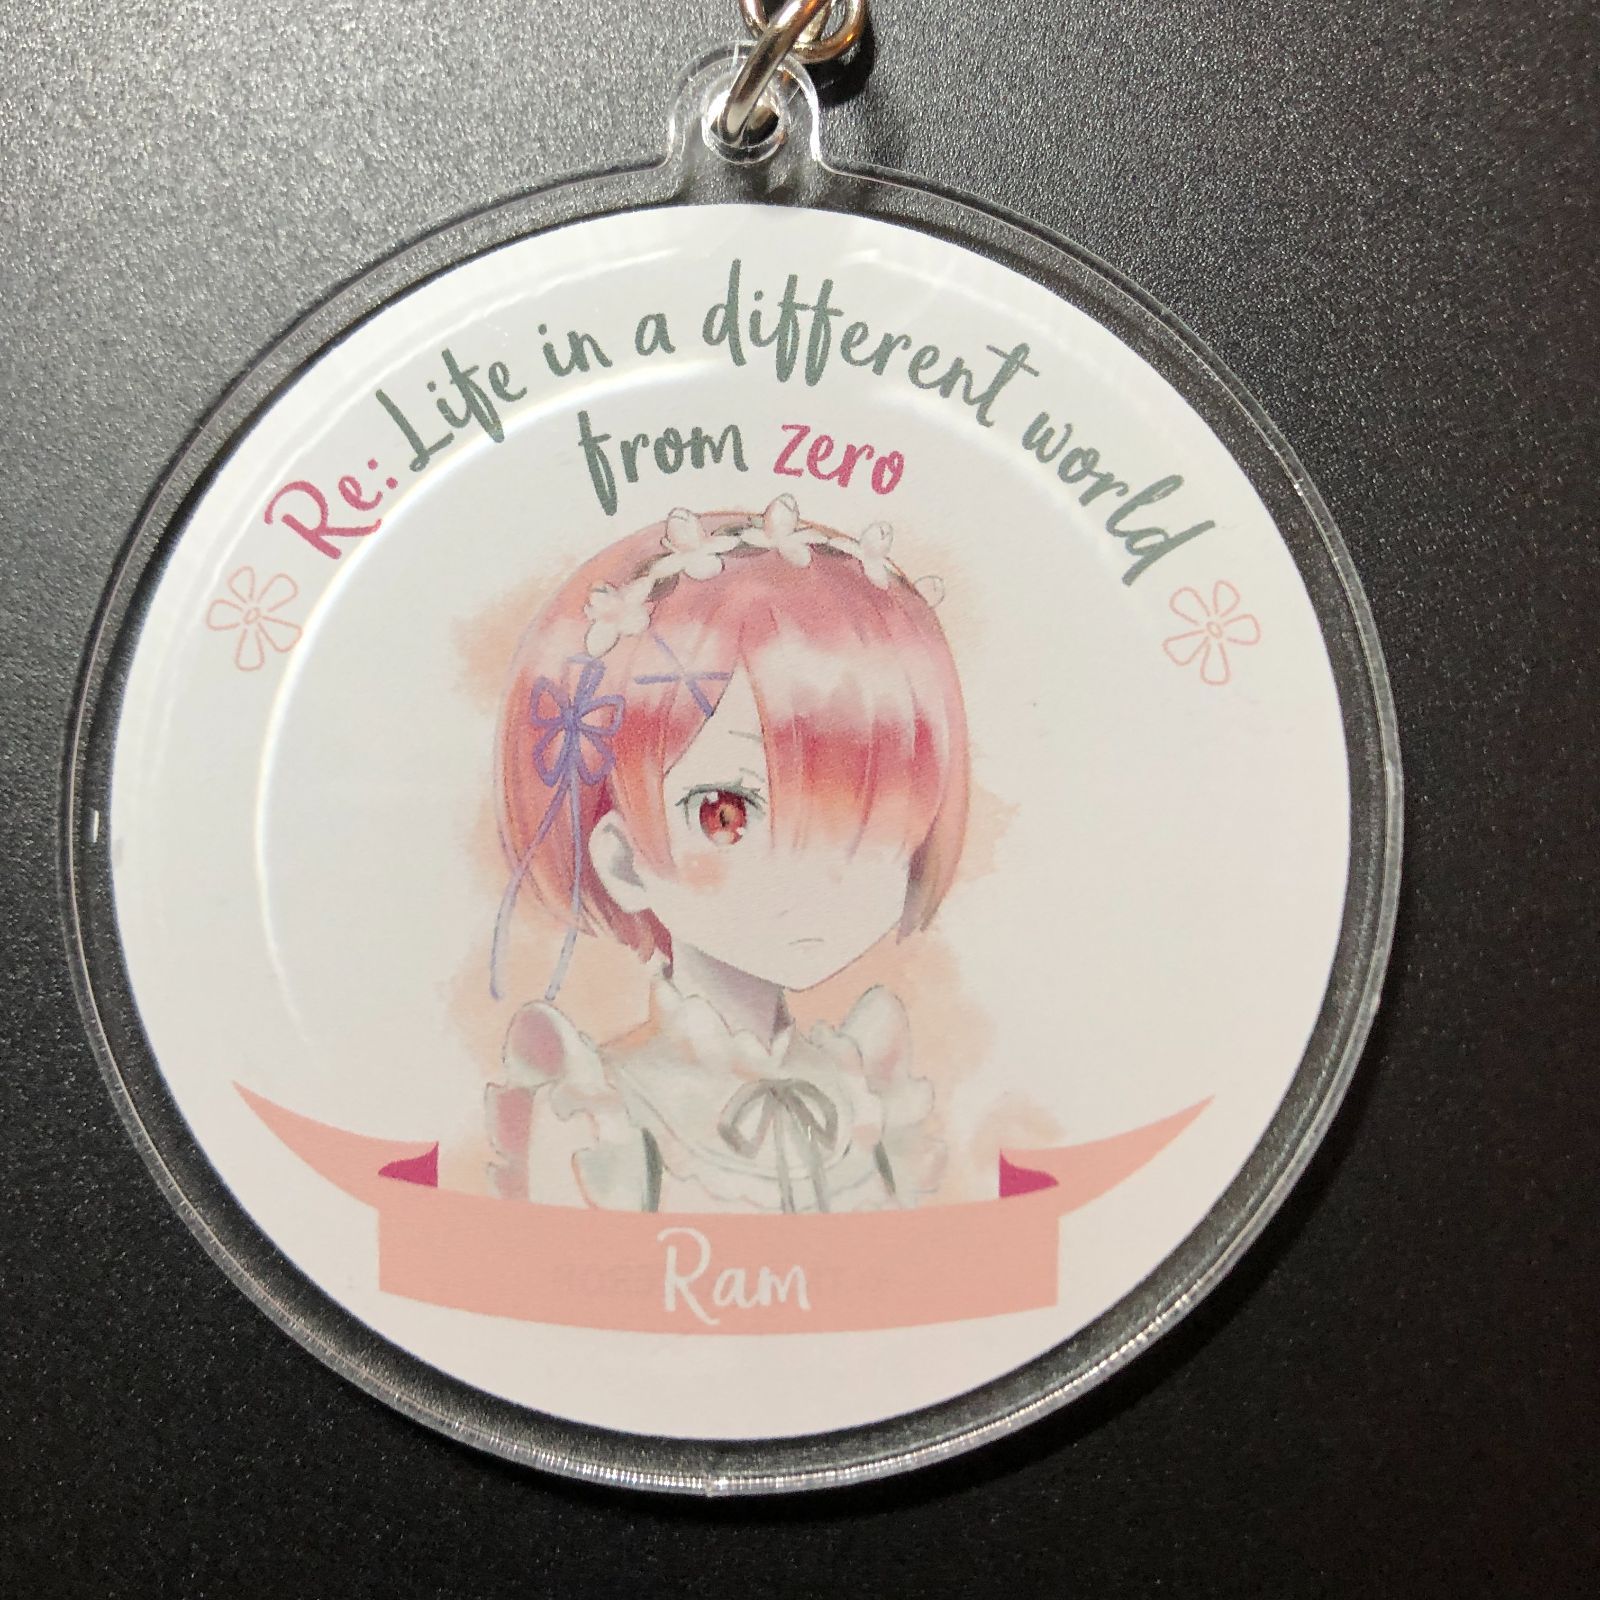 Re: Life in a different world
from zero
Ram